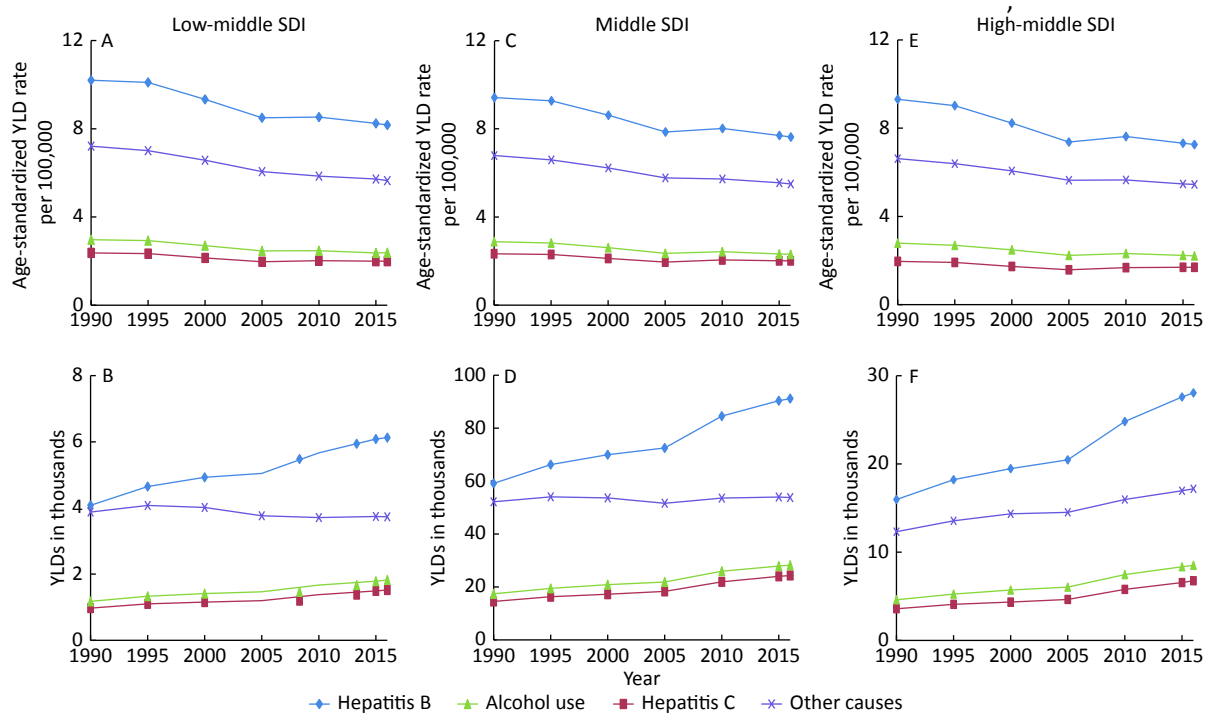 ,
Low-middle SDI
Middle SDI
High-middle SDI
A
Age-standardized YLD rate
per 100,000
12
8
4
0
1990 1995 2000 2005 2010 2015
C
Age-standardized YLD rate
per 100,000
12
8
4
0
1990 1995 2000 2005 2010 2015
E
Age-standardized YLD rate
per 100,000
12
8
4
0
1990 1995 2000 2005 2010 2015
B
YLDs in thousands
8
6
4
2
0
1990 1995 2000 2005 2010 2015
D
YLDs in thousands
100
80
60
40
20
0
1990 1995 2000 2005 2010 2015
F
YLDs in thousands
30
20
10
0
1990 1995 2000 2005 2010 2015
Year
Hepatitis B Alcohol use Hepatitis C Other causes